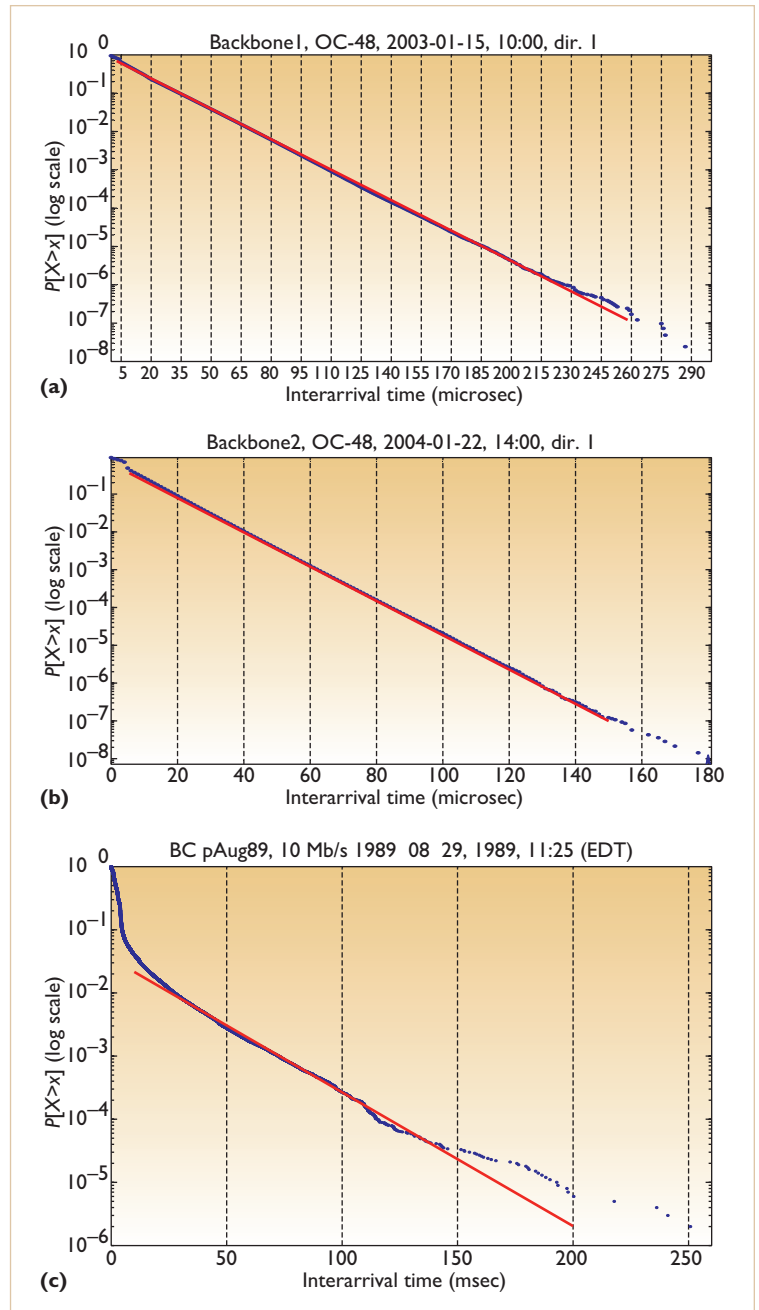 Backbone1, OC-48, 2003-01-15, 10:00, dir. 1
10 0
10 -1
10 -2
10 -3
10 -4
10 -5
10 -6
10 -7
10 -8
P[X>x] (log scale)
5 20 35 50 65 80 95 110 125 140 155 170 185 200 215 230 245 260 275 290
Interarrival time (microsec)
(a)
Backbone2, OC-48, 2004-01-22, 14:00, dir. 1
10 -1
10 -2
10 -3
10 -4
10 -5
10 -6
10 -7
10 -8
P[X>x] (log scale)
0 20 40 60 80 100 120 140 160 180
Interarrival time (microsec)
(b)
BC pAug89, 10 Mb/s 1989 08 29, 1989, 11:25 (EDT)
10 0
10 -1
10 -2
10 -3
10 -4
10 -5
10 -6
P[X>x] (log scale)
0 50 100 150 200 250
Interarrival time (msec)
(c)